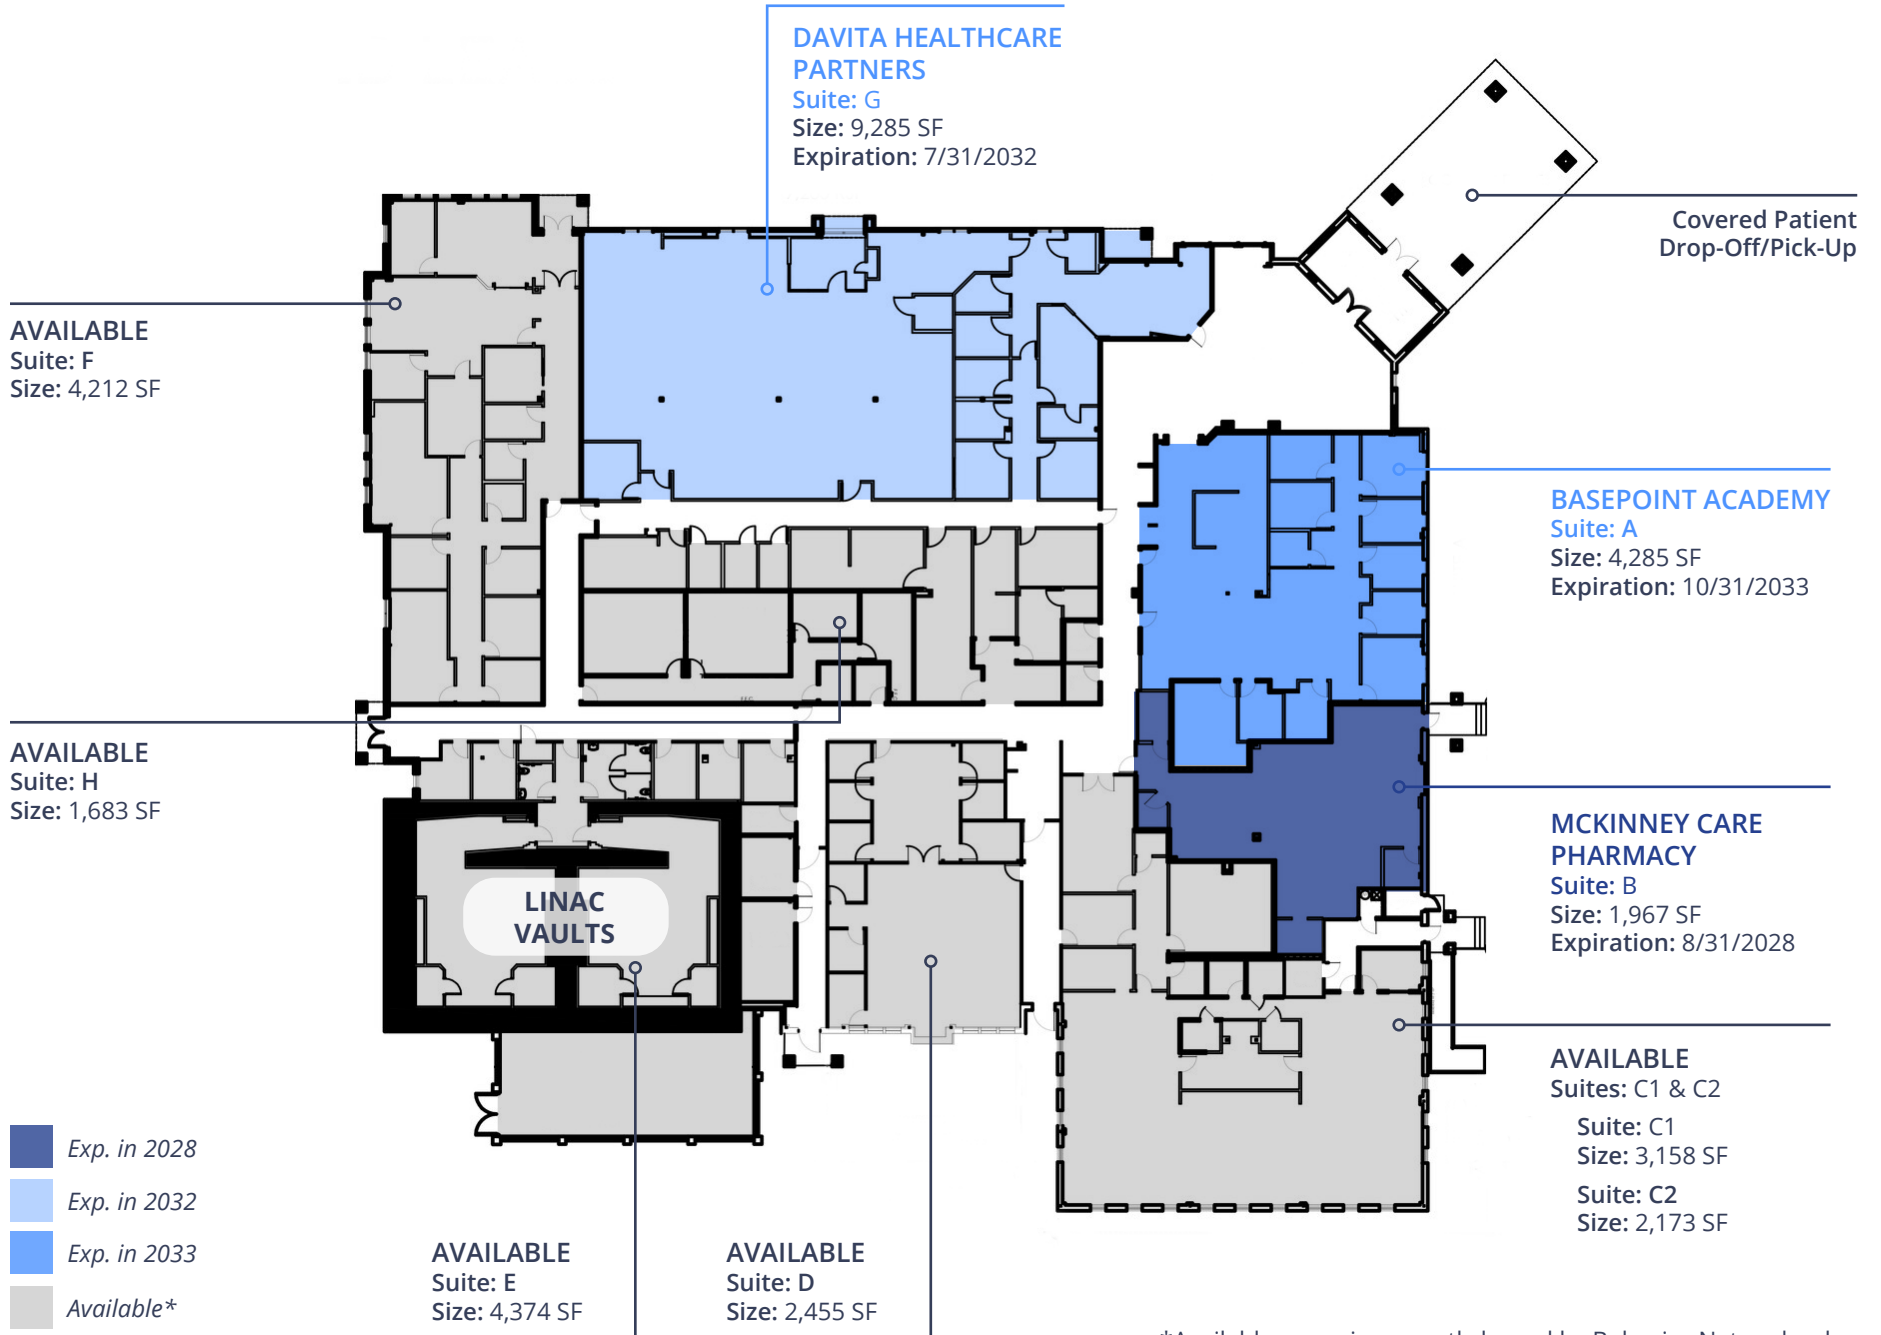 DAVITA HEALTHCARE
PARTNERS
Suite: G
Size: 9,285 SF
Expiration: 7/31/2032
Covered Patient
Drop-Off/Pick-Up
AVAILABLE
Suite: F
Size: 4,212 SF
BASEPOINT ACADEMY
Suite: A
Size: 4,285 SF
Expiration: 10/31/2033
AVAILABLE
Suite: H
Size: 1,683 SF
MCKINNEY CARE
PHARMACY
Suite: B
Size: 1,967 SF
Expiration: 8/31/2028
LINAC
VAULTS
AVAILABLE
Suites: C1 & C2
Suite: C1
Size: 3,158 SF
Suite: C2
Size: 2,173 SF
Exp. in 2028
Exp. in 2032
Exp. in 2033
Available*
AVAILABLE
Suite: E
Size: 4,374 SF
AVAILABLE
Suite: D
Size: 2,455 SF